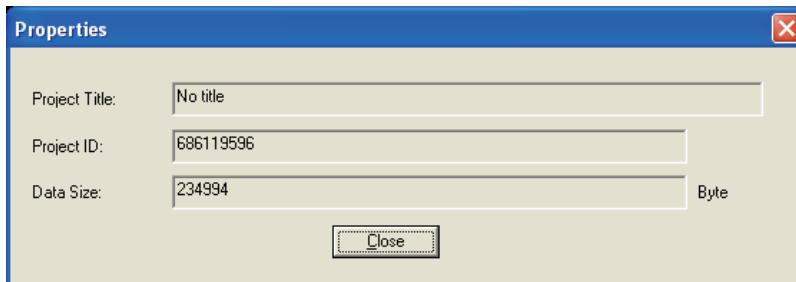 Properties
Project Title: No title
Project ID: 686119596
Data Size: 234994 Byte
Close